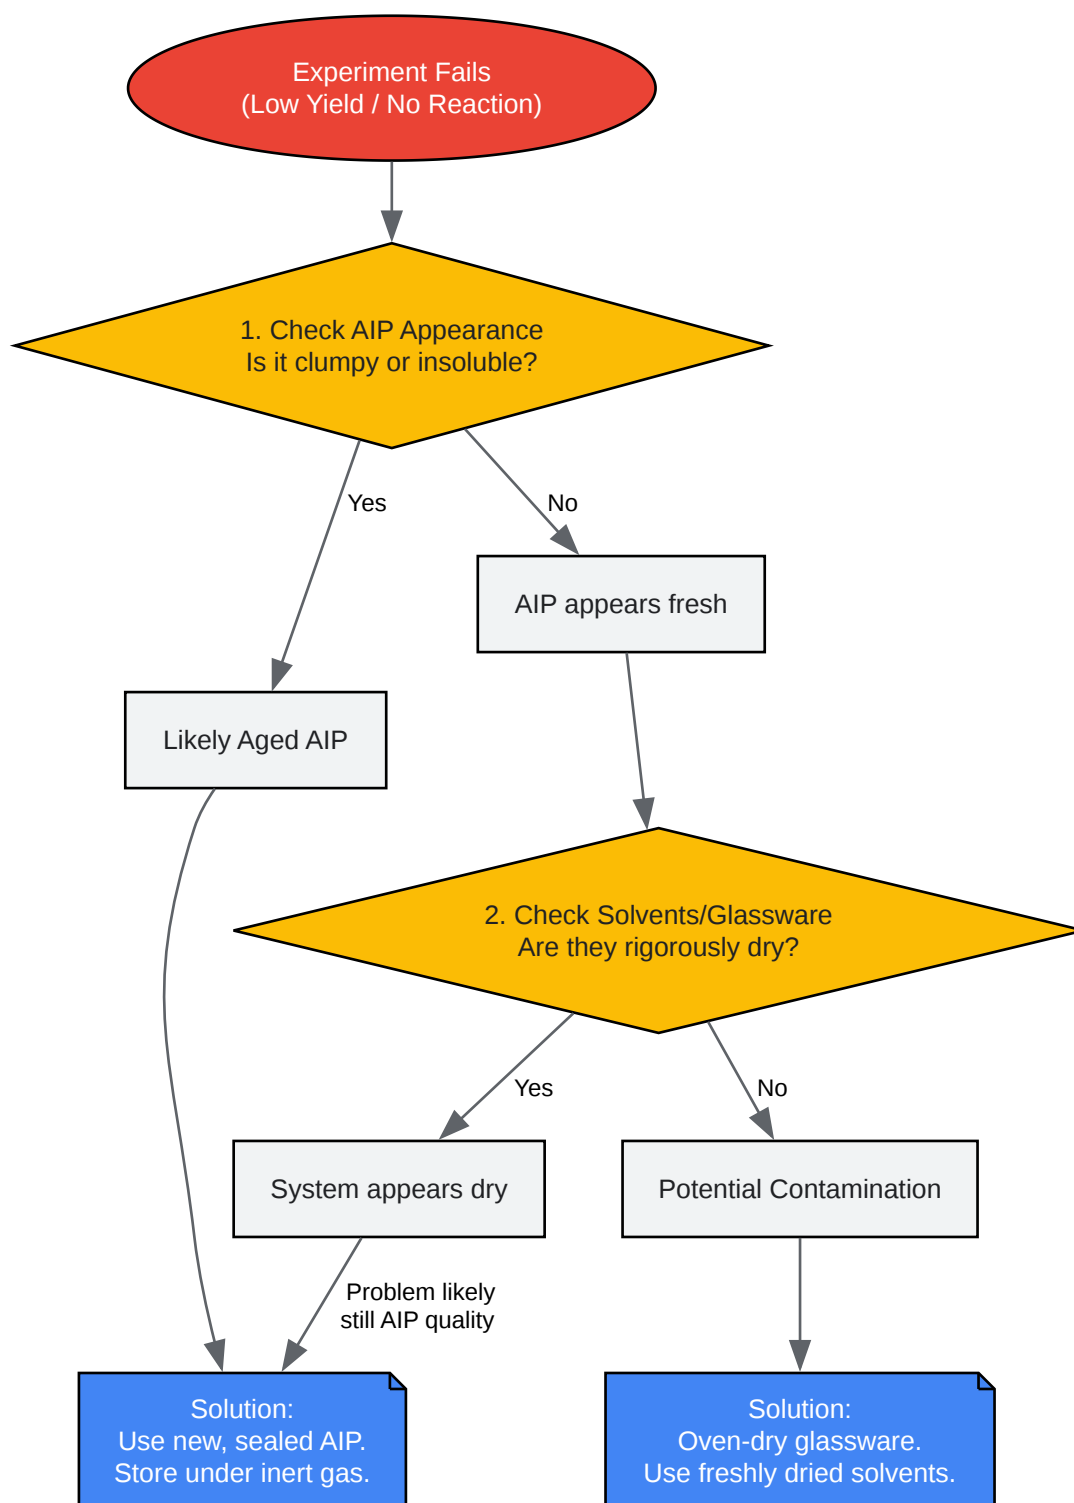 Experiment Fails
(Low Yield / No Reaction)
1. Check AIP Appearance
Is it clumpy or insoluble?
Yes
No
AIP appears fresh
Likely Aged AIP
2. Check Solvents/Glassware
Are they rigorously dry?
Yes
No
System appears dry
Potential Contamination
Problem likely
still AIP quality
Solution:
Use new, sealed AIP.
Store under inert gas.
Solution:
Oven-dry glassware.
Use freshly dried solvents.